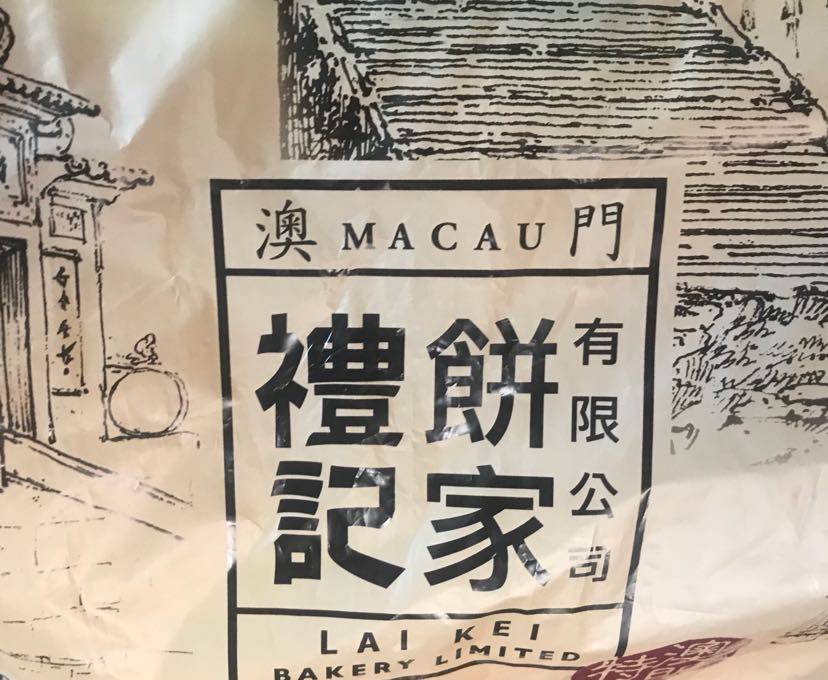 澳 MACAU 門
禮記
餅家
有限公司
LAI KEI
BAKERY LIMITED